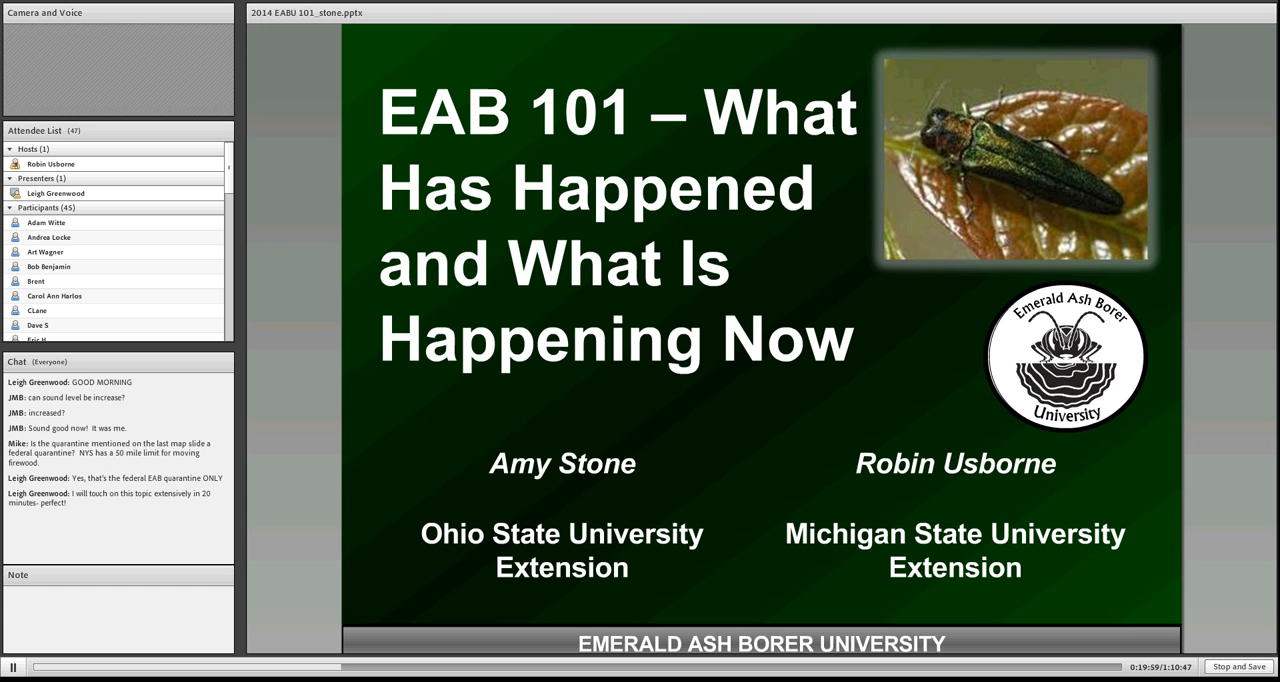 Camera and Voice
Attendee List (47)
Hosts (1)
Robin Usborne
Presenters (1)
Leigh Greenwood
Participants (45)
Adam Witte
Andrea Locke
Art Wagner
Bob Benjamin
Brent
Carol Ann Harlos
CLane
Dave S
Eric H
Chat (Everyone)
Leigh Greenwood: GOOD MORNING
JMB: can sound level be increase?
JMB: increased?
JMB: Sound good now! It was me.
Mike: Is the quarantine mentioned on the last map slide a
federal quarantine? NYS has a 50 mile limit for moving
firewood.
Leigh Greenwood: Yes, that's the federal EAB quarantine ONLY
Leigh Greenwood: I will touch on this topic extensively in 20
minutes- perfect!
Note
2014 EABU 101_stone.pptx
EAB 101 – What
Has Happened
and What Is
Happening Now
Emerald Ash Borer
University
Amy Stone
Robin Usborne
Ohio State University
Extension
Michigan State University
Extension
EMERALD ASH BORER UNIVERSITY
0:19:59/1:10:47
Stop and Save